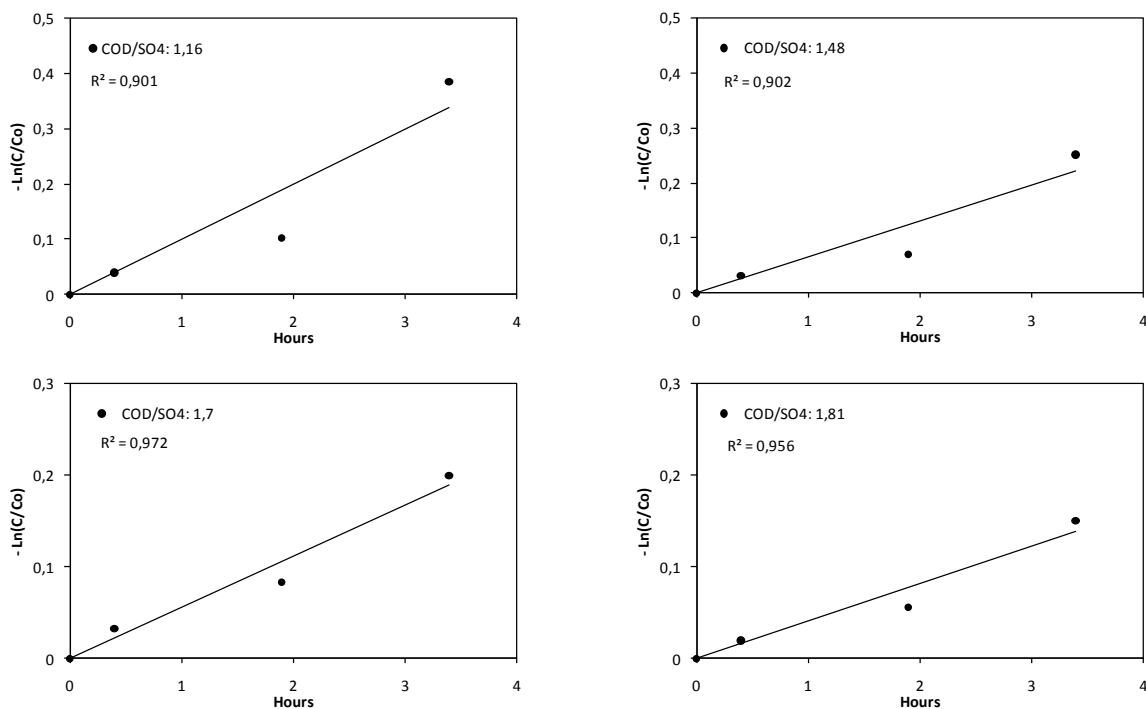 0,5
COD/SO4: 1,16
R² = 0,901
0,4
0,3
0,2
0,1
0
- Ln(C/Co)
0 1 2 3 4
Hours
0,5
COD/SO4: 1,48
R² = 0,902
0,4
0,3
0,2
0,1
0
- Ln(C/Co)
0 1 2 3 4
Hours
0,3
COD/SO4: 1,7
R² = 0,972
0,2
0,1
0
- Ln(C/Co)
0 1 2 3 4
Hours
0,3
COD/SO4: 1,81
R² = 0,956
0,2
0,1
0
- Ln(C/Co)
0 1 2 3 4
Hours